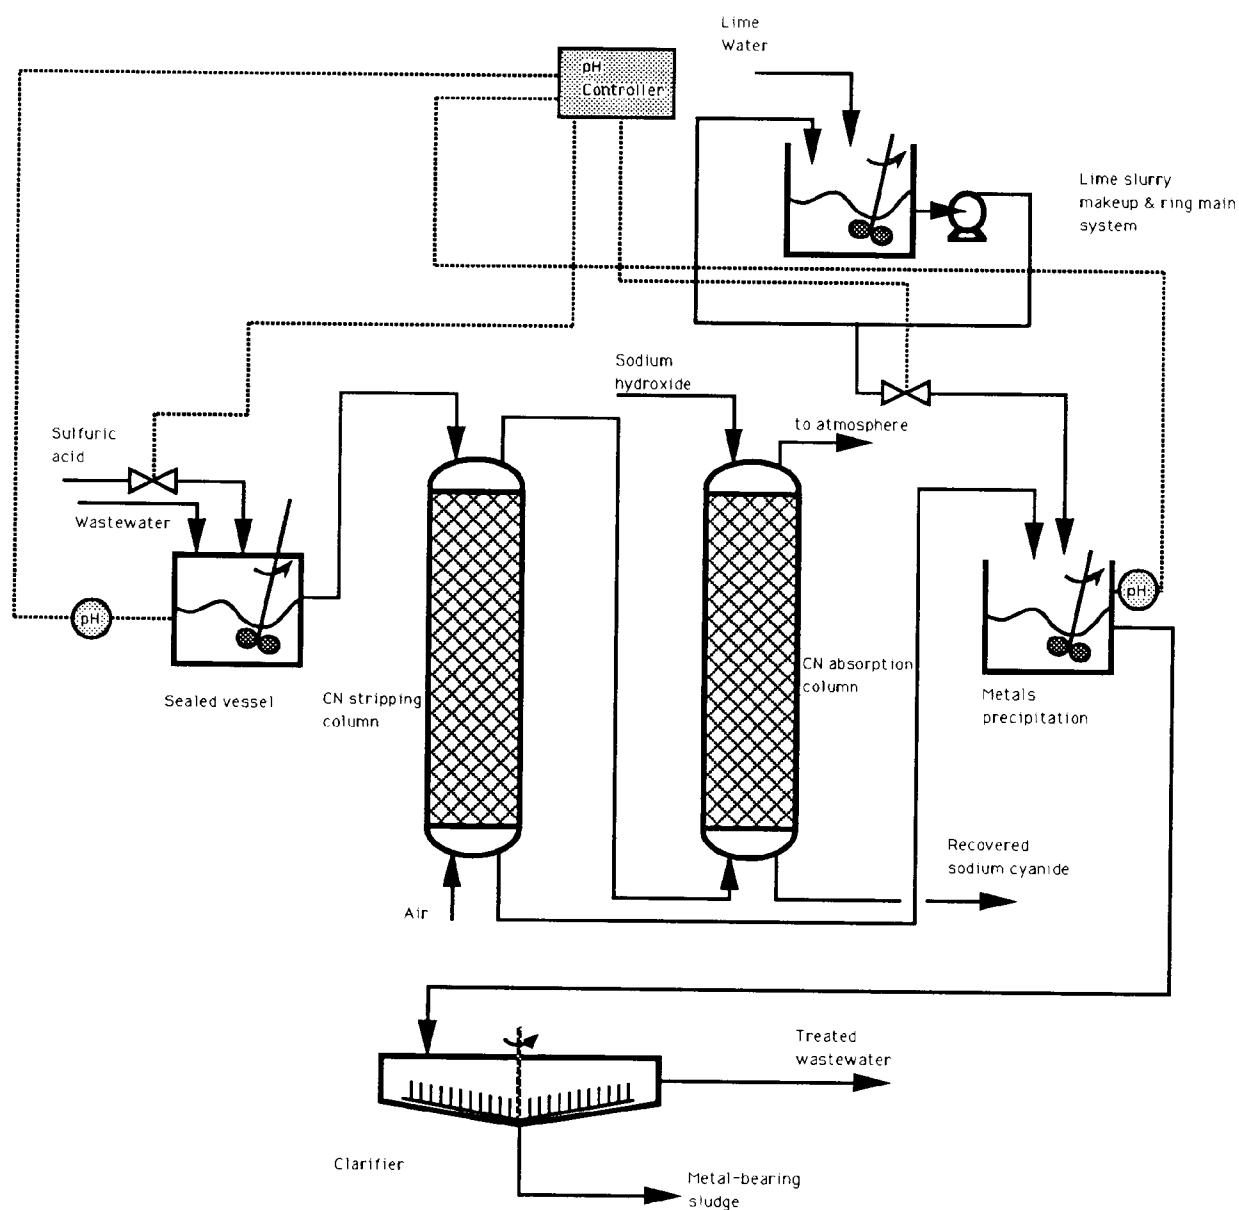 Lime
Water
pH
Controller
Lime slurry
makeup & ring main
system
Sodium
hydroxide
to atmosphere
Sulfuric
acid
Wastewater
pH
pH
Sealed vessel
CN stripping
column
CN absorption
column
Metals
precipitation
Recovered
sodium cyanide
Air
Treated
wastewater
Clarifier
Metal-bearing
sludge